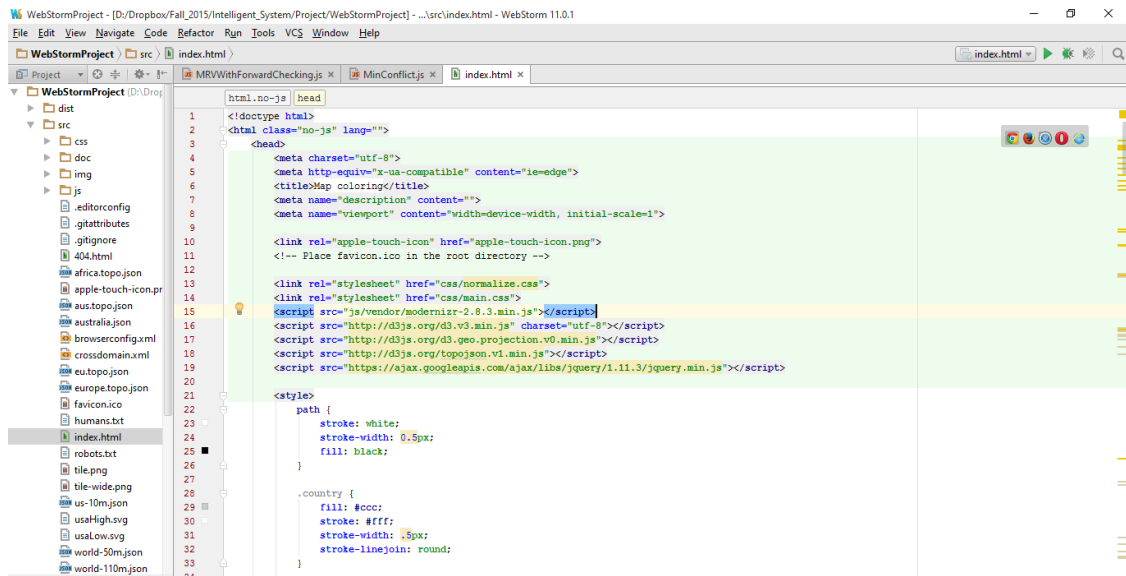 WebStormProject - [D:/Dropbox/Fall_2015/Intelligent_System/Project/WebStormProject] - ...\src\index.html - WebStorm 11.0.1
File Edit View Navigate Code Refactor Run Tools VCS Window Help
WebStormProject src index.html
index.html
Project
MRVWithForwardChecking.js MinConflict.js index.html
WebStormProject (D:\Drop
dist
src
css
doc
img
js
.editorconfig
.gitattributes
.gitignore
404.html
africa.topo.json
apple-touch-icon.pr
aus.topo.json
australia.json
browserconfig.xml
crossdomain.xml
eu.topo.json
europe.topo.json
favicon.ico
humans.txt
index.html
robots.txt
tile.png
tile-wide.png
us-10m.json
usaHigh.svg
usaLow.svg
world-50m.json
world-110m.json
html.no-js head
1 <!doctype html>
2 <html class="no-js" lang="">
3 <head>
4 <meta charset="utf-8">
5 <meta http-equiv="x-ua-compatible" content="ie=edge">
6 <title>Map coloring</title>
7 <meta name="description" content="">
8 <meta name="viewport" content="width=device-width, initial-scale=1">
9
10 <link rel="apple-touch-icon" href="apple-touch-icon.png">
11 <!-- Place favicon.ico in the root directory -->
12
13 <link rel="stylesheet" href="css/normalize.css">
14 <link rel="stylesheet" href="css/main.css">
15 <script src="js/vendor/modernizr-2.8.3.min.js"></script>
16 <script src="http://d3js.org/d3.v3.min.js" charset="utf-8"></script>
17 <script src="http://d3js.org/d3.geo.projection.v0.min.js"></script>
18 <script src="http://d3js.org/topojson.v1.min.js"></script>
19 <script src="https://ajax.googleapis.com/ajax/libs/jquery/1.11.3/jquery.min.js"></script>
20
21 <style>
22 path {
23 stroke: white;
24 stroke-width: 0.5px;
25 fill: black;
26 }
27
28 .country {
29 fill: #ccc;
30 stroke: #fff;
31 stroke-width: .5px;
32 stroke-linejoin: round;
33 }